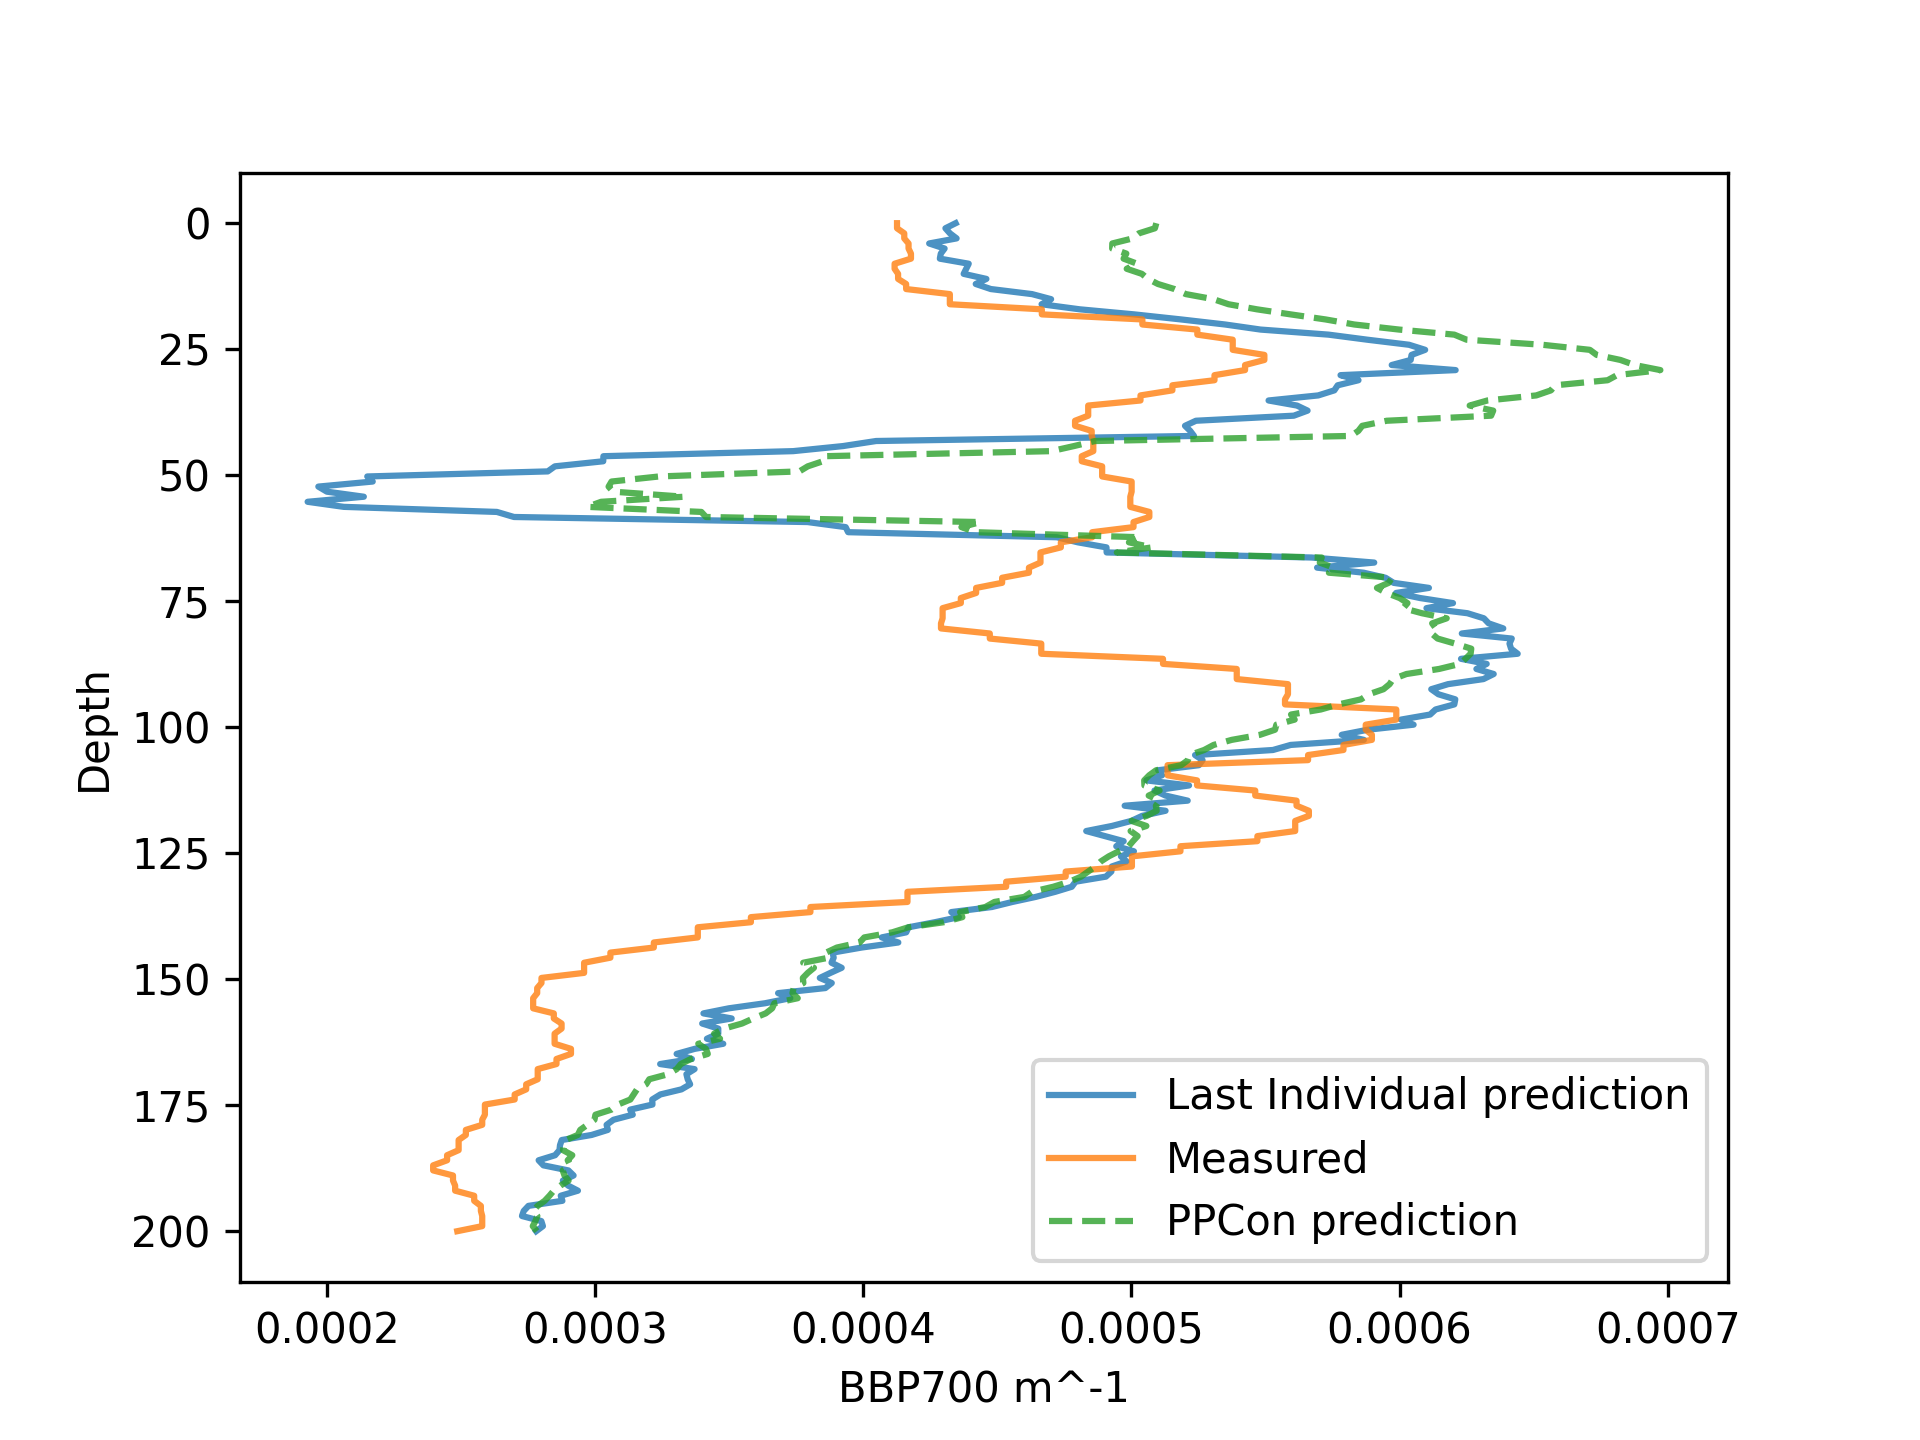 0
25
50
75
100
125
150
175
200
Depth
0.0002 0.0003 0.0004 0.0005 0.0006 0.0007
BBP700 m^-1
Last Individual prediction
Measured
PPCon prediction